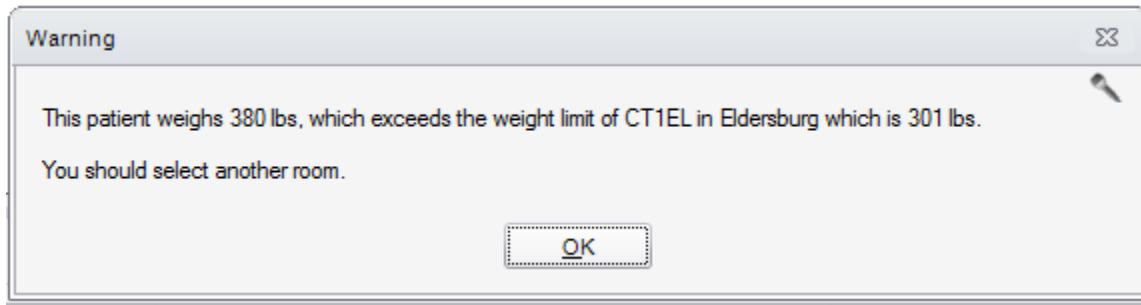 Warning
This patient weighs 380 lbs, which exceeds the weight limit of CT1EL in Eldersburg which is 301 lbs.
You should select another room.
OK